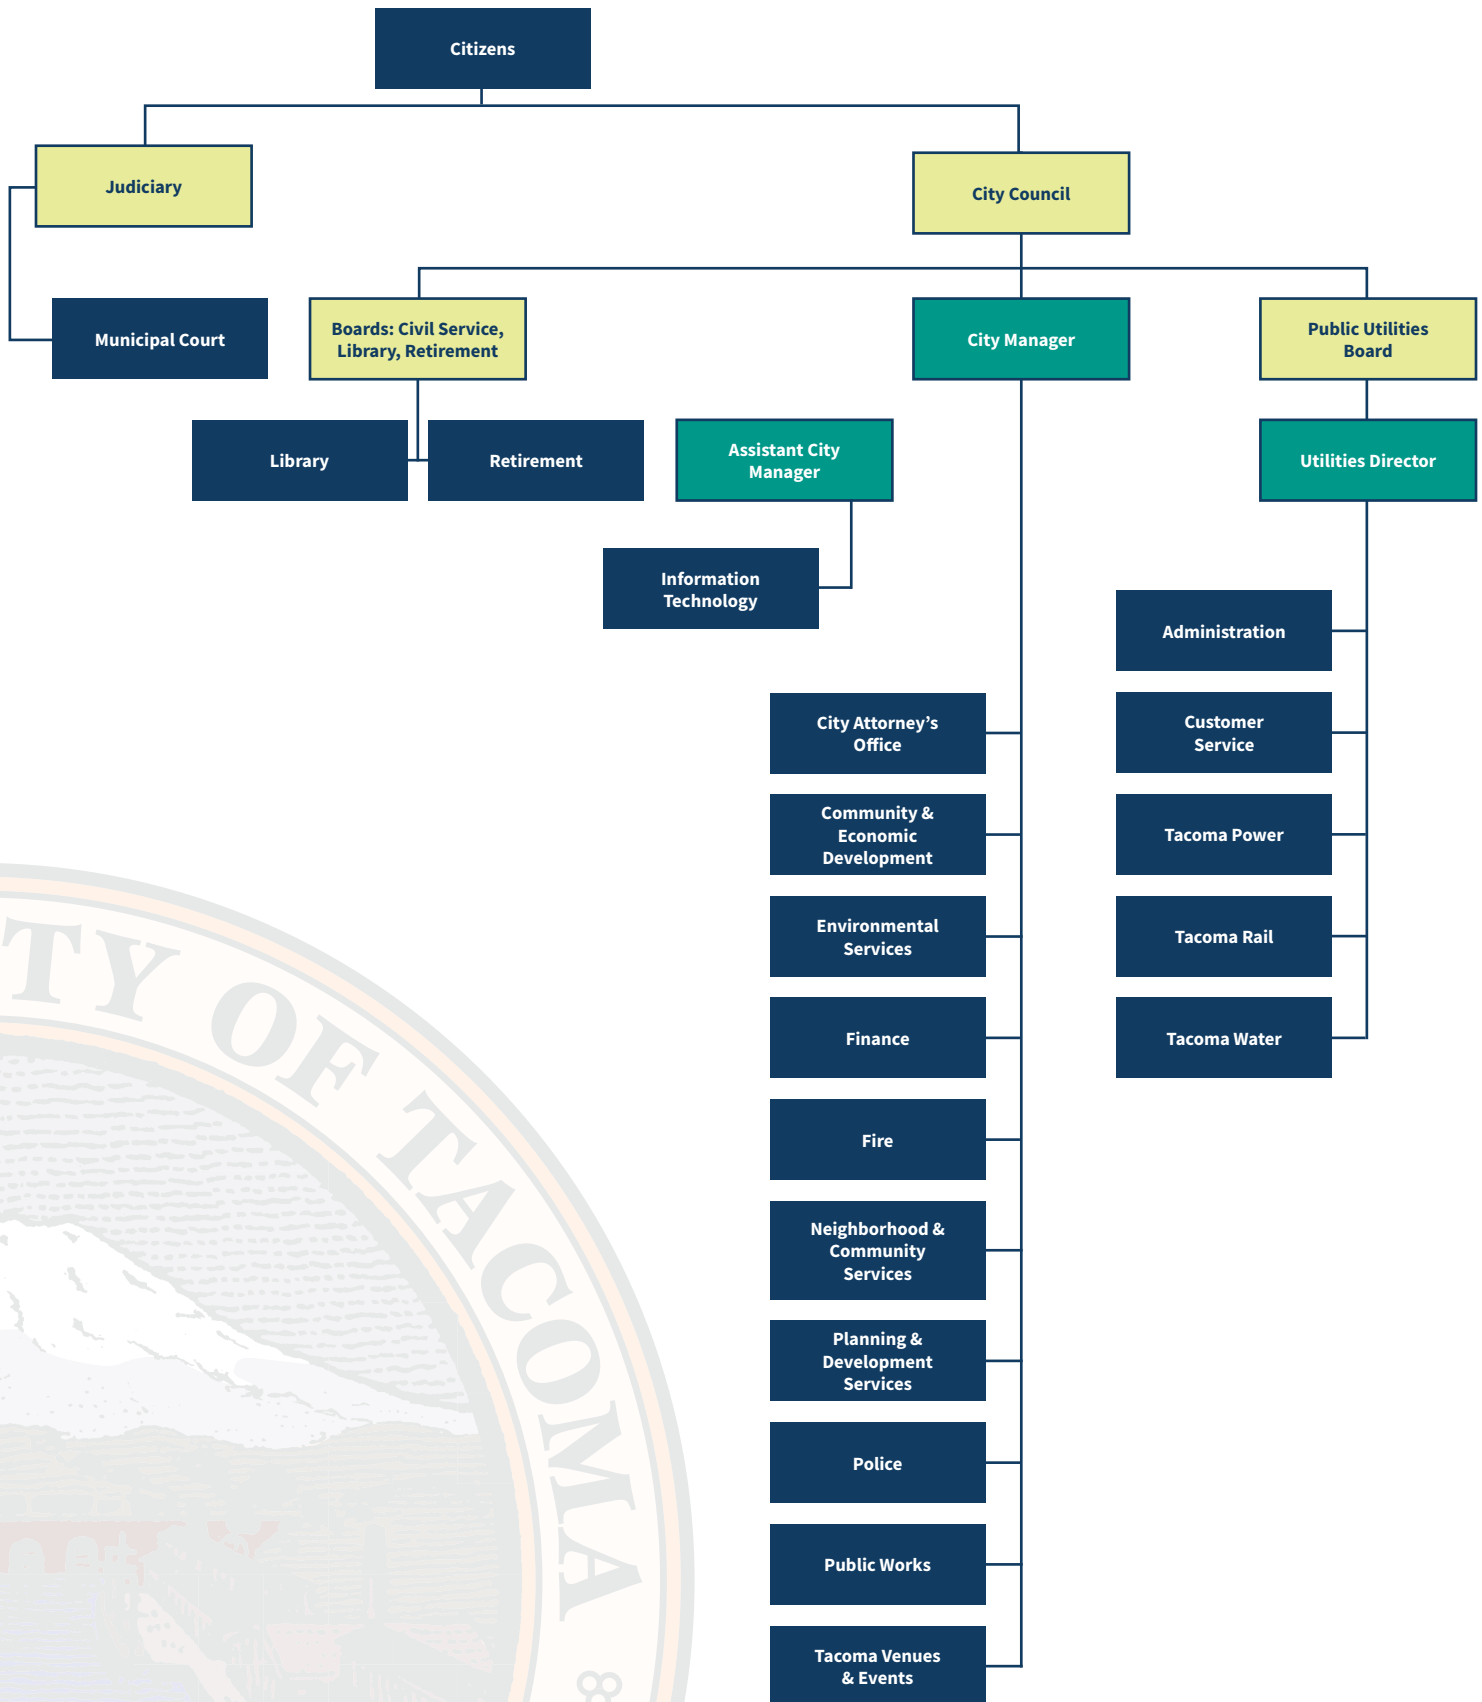 Citizens
Judiciary
City Council
Municipal Court
Boards: Civil Service,
Library, Retirement
City Manager
Public Utilities
Board
Library
Retirement
Assistant City
Manager
Utilities Director
Information
Technology
Administration
City Attorney’s
Office
Customer
Service
Community &
Economic
Development
Tacoma Power
Environmental
Services
Tacoma Rail
Finance
Tacoma Water
Fire
Neighborhood &
Community
Services
Planning &
Development
Services
Police
Public Works
Tacoma Venues
& Events
TY OF TACOMA 8